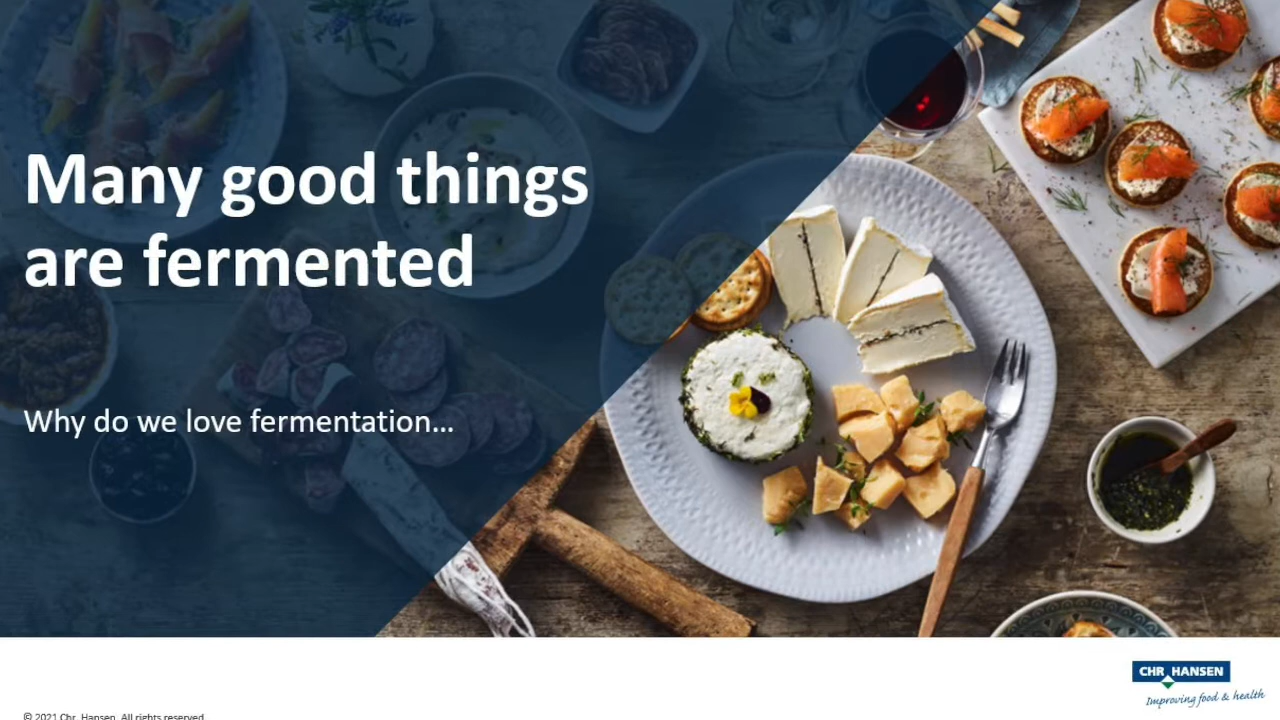 Many good things
are fermented
Why do we love fermentation...
CHR HANSEN
Improving food & health
© 2021 Chr. Hansen. All rights reserved